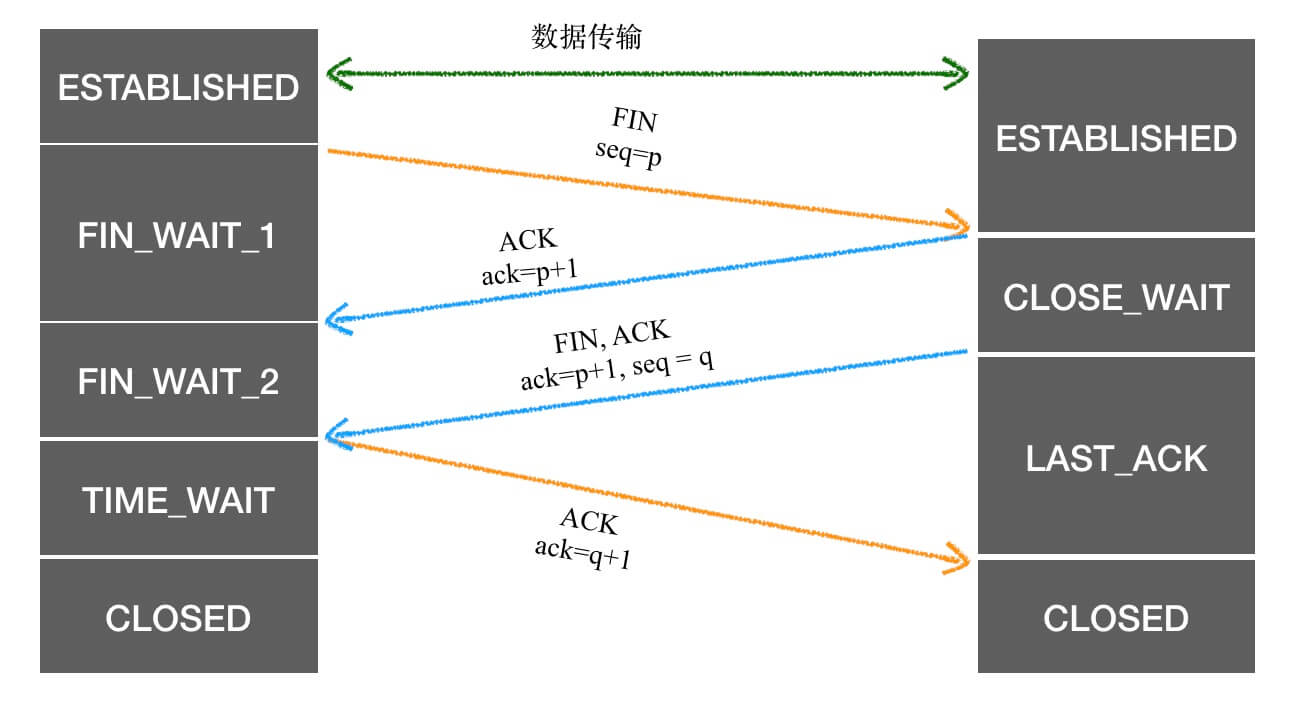 数据传输
ESTABLISHED
ESTABLISHED
FIN
seq=p
FIN_WAIT_1
ACK
ack=p+1
CLOSE_WAIT
FIN, ACK
ack=p+1, seq = q
FIN_WAIT_2
LAST_ACK
TIME_WAIT
ACK
ack=q+1
CLOSED
CLOSED